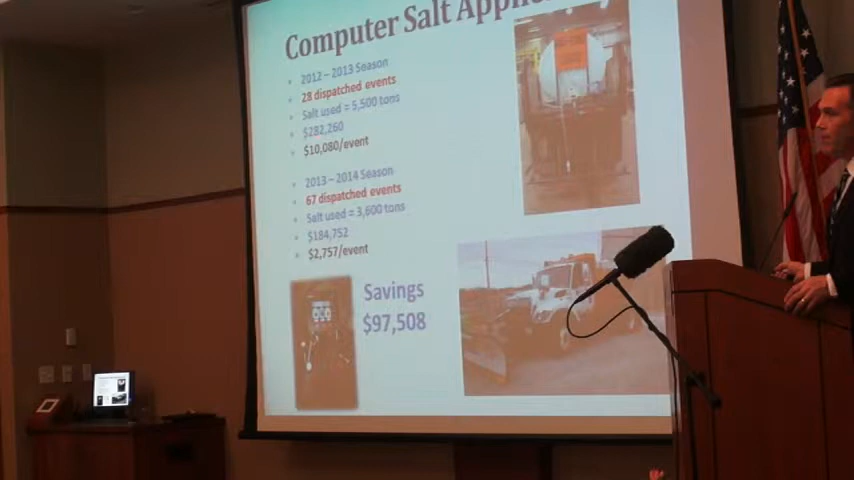 Computer Salt
2012 – 2013 Season
28 dispatched events
Salt used = 5,500 tons
$282,260
$10,080/event
2013 – 2014 Season
67 dispatched events
Salt used = 3,600 tons
$184,752
$2,757/event
Savings
$97,508